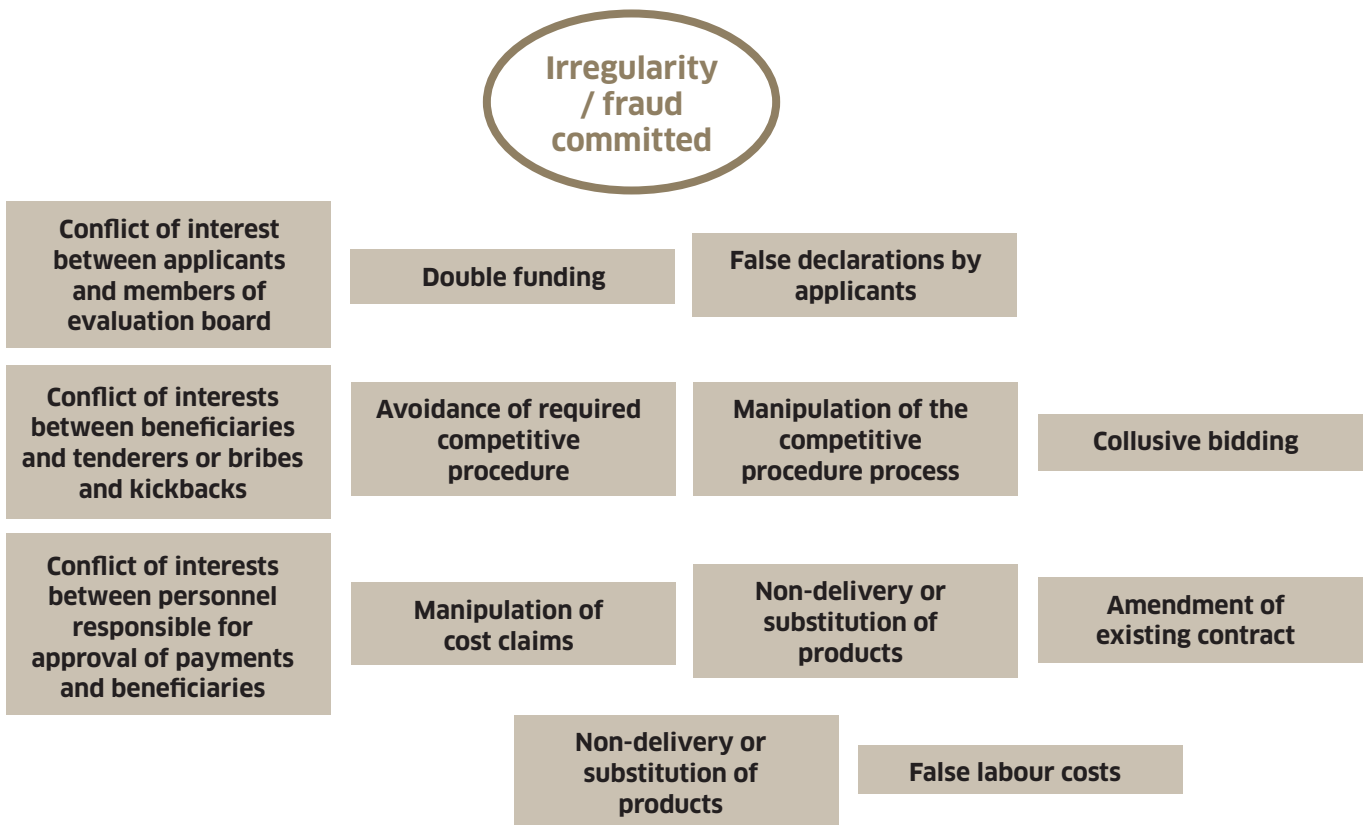 Irregularity
/ fraud
committed
Conflict of interest
between applicants
and members of
evaluation board
Double funding
False declarations by
applicants
Conflict of interests
between beneficiaries
and tenderers or bribes
and kickbacks
Avoidance of required
competitive
procedure
Manipulation of the
competitive
procedure process
Collusive bidding
Conflict of interests
between personnel
responsible for
approval of payments
and beneficiaries
Manipulation of
cost claims
Non-delivery or
substitution of
products
Amendment of
existing contract
Non-delivery or
substitution of
products
False labour costs